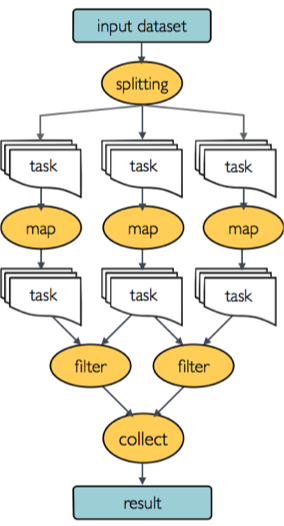 input dataset
splitting
task
task
task
map
map
map
task
task
task
filter
filter
collect
result